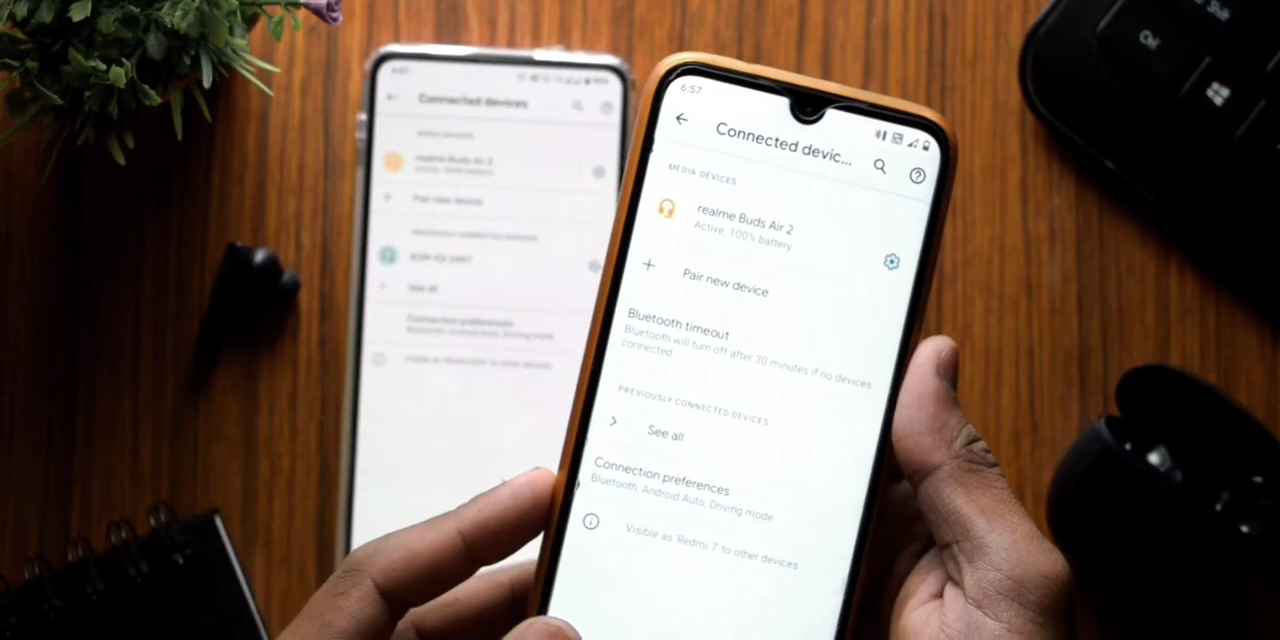 Connected devices
realme Buds Air 2
Pair new device
See all
Connection preferences
6:57
Connected devic...
MEDIA DEVICES
realme Buds Air 2
Active, 100% battery
Pair new device
Bluetooth timeout
Bluetooth will turn off after 30 minutes if no devices
connected
PREVIOUSLY CONNECTED DEVICES
See all
Connection preferences
Bluetooth, Android Auto, Driving mode
Visible as 'Redmi 7' to other devices